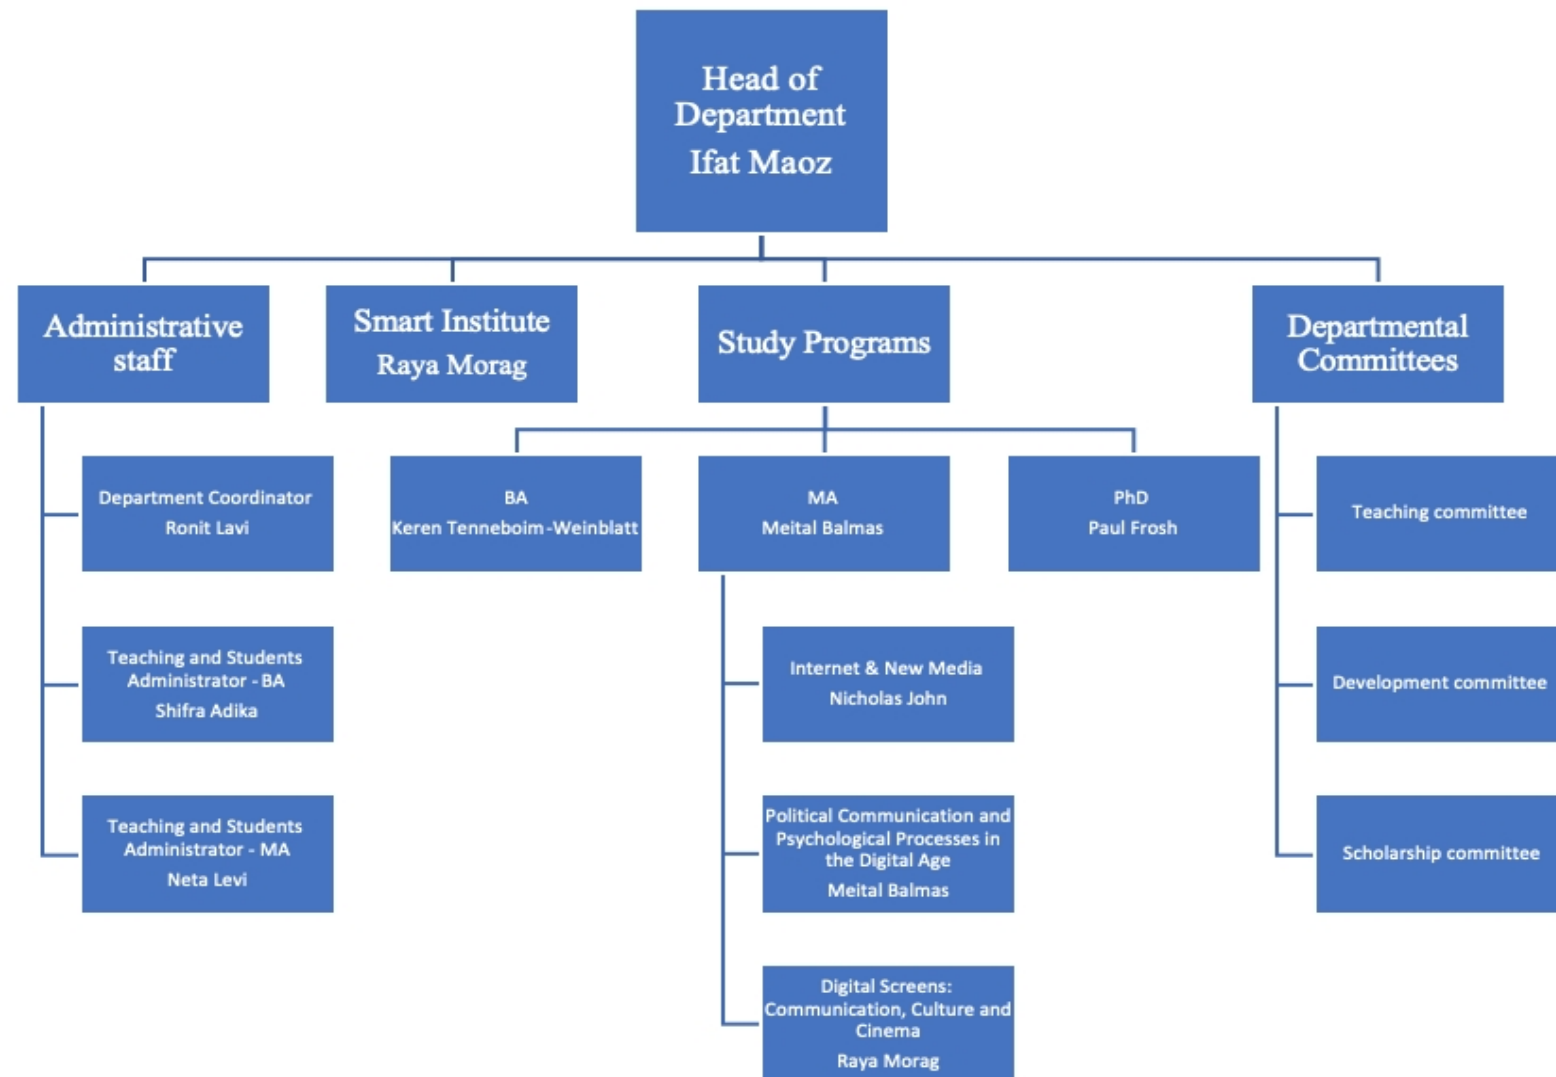 Head of
Department
Ifat Maoz
Administrative
staff
Smart Institute
Raya Morag
Study Programs
Departmental
Committees
Department Coordinator
Ronit Lavi
BA
Keren Tenneboim-Weinblatt
MA
Meital Balmas
PhD
Paul Frosh
Teaching committee
Teaching and Students
Administrator - BA
Shifra Adika
Internet & New Media
Nicholas John
Development committee
Teaching and Students
Administrator - MA
Neta Levi
Political Communication and
Psychological Processes in
the Digital Age
Meital Balmas
Scholarship committee
Digital Screens:
Communication, Culture and
Cinema
Raya Morag